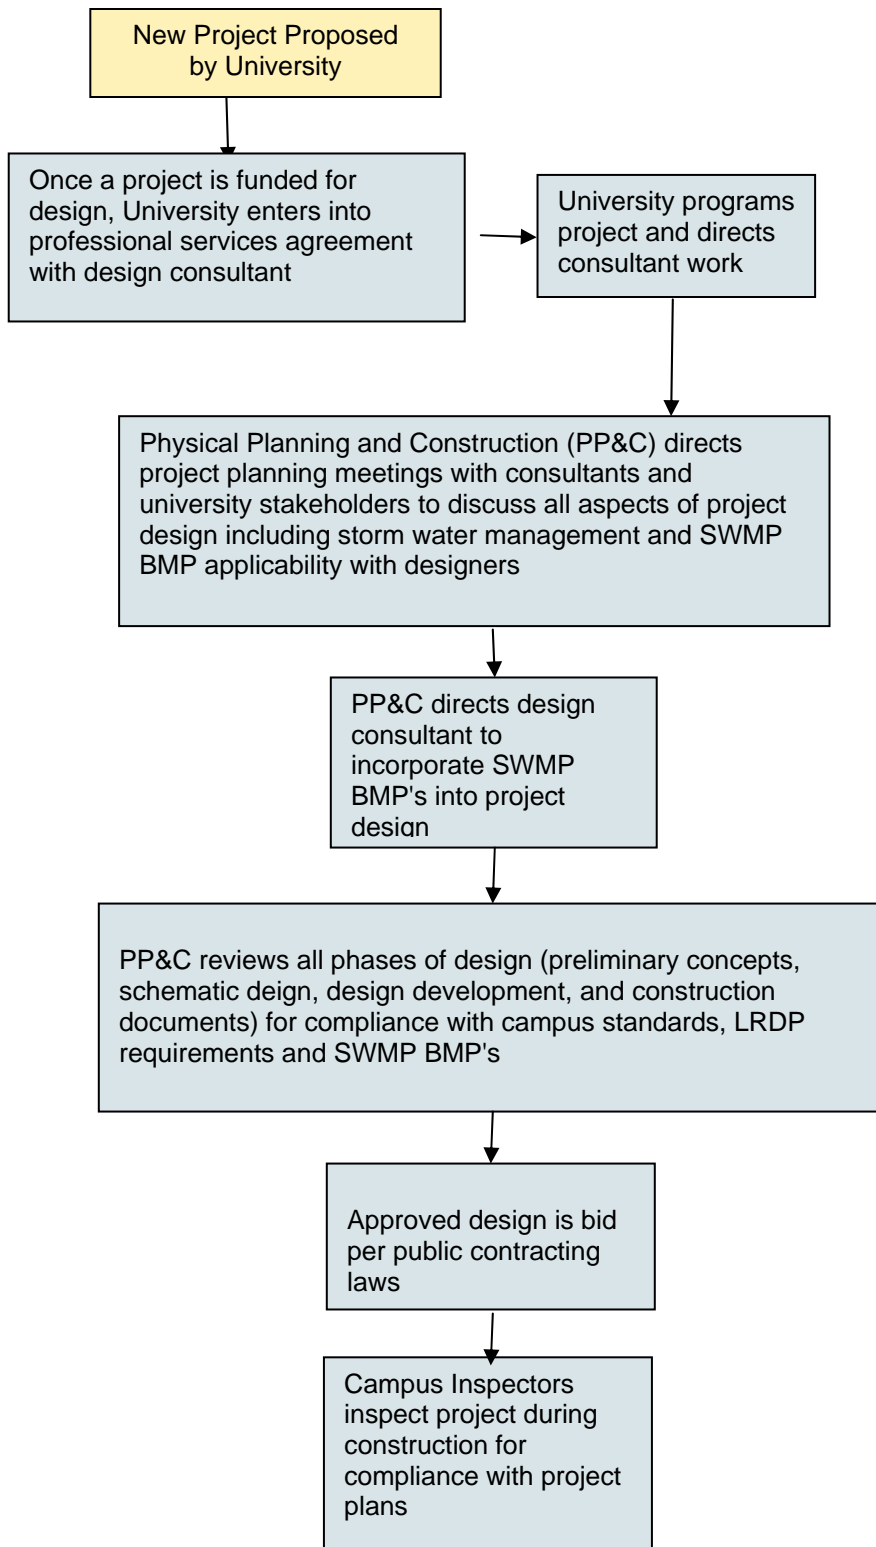 New Project Proposed
by University
Once a project is funded for
design, University enters into
professional services agreement
with design consultant
University programs
project and directs
consultant work
Physical Planning and Construction (PP&C) directs
project planning meetings with consultants and
university stakeholders to discuss all aspects of project
design including storm water management and SWMP
BMP applicability with designers
PP&C directs design
consultant to
incorporate SWMP
BMP's into project
design
PP&C reviews all phases of design (preliminary concepts,
schematic deign, design development, and construction
documents) for compliance with campus standards, LRDP
requirements and SWMP BMP's
Approved design is bid
per public contracting
laws
Campus Inspectors
inspect project during
construction for
compliance with project
plans